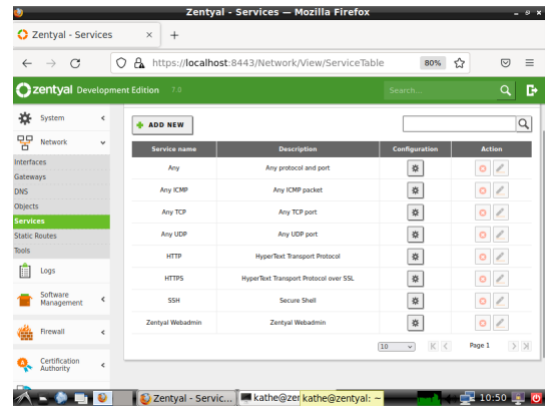 Zentyal - Services — Mozilla Firefox
Zentyal - Services
https://localhost:8443/Network/View/ServiceTable 80%
zentyal Development Edition 7.0 Search...
System
Network
Interfaces
Gateways
DNS
Objects
Services
Static Routes
Tools
Logs
Software Management
Firewall
Certification Authority
ADD NEW
Service name Description Configuration Action
Any Any protocol and port
Any ICMP Any ICMP packet
Any TCP Any TCP port
Any UDP Any UDP port
HTTP HyperText Transport Protocol
HTTPS HyperText Transport Protocol over SSL
SSH Secure Shell
Zentyal Webadmin Zentyal Webadmin
10 Page 1
Zentyal - Servic... kathe@zen kathe@zentyal: ~ 10:50